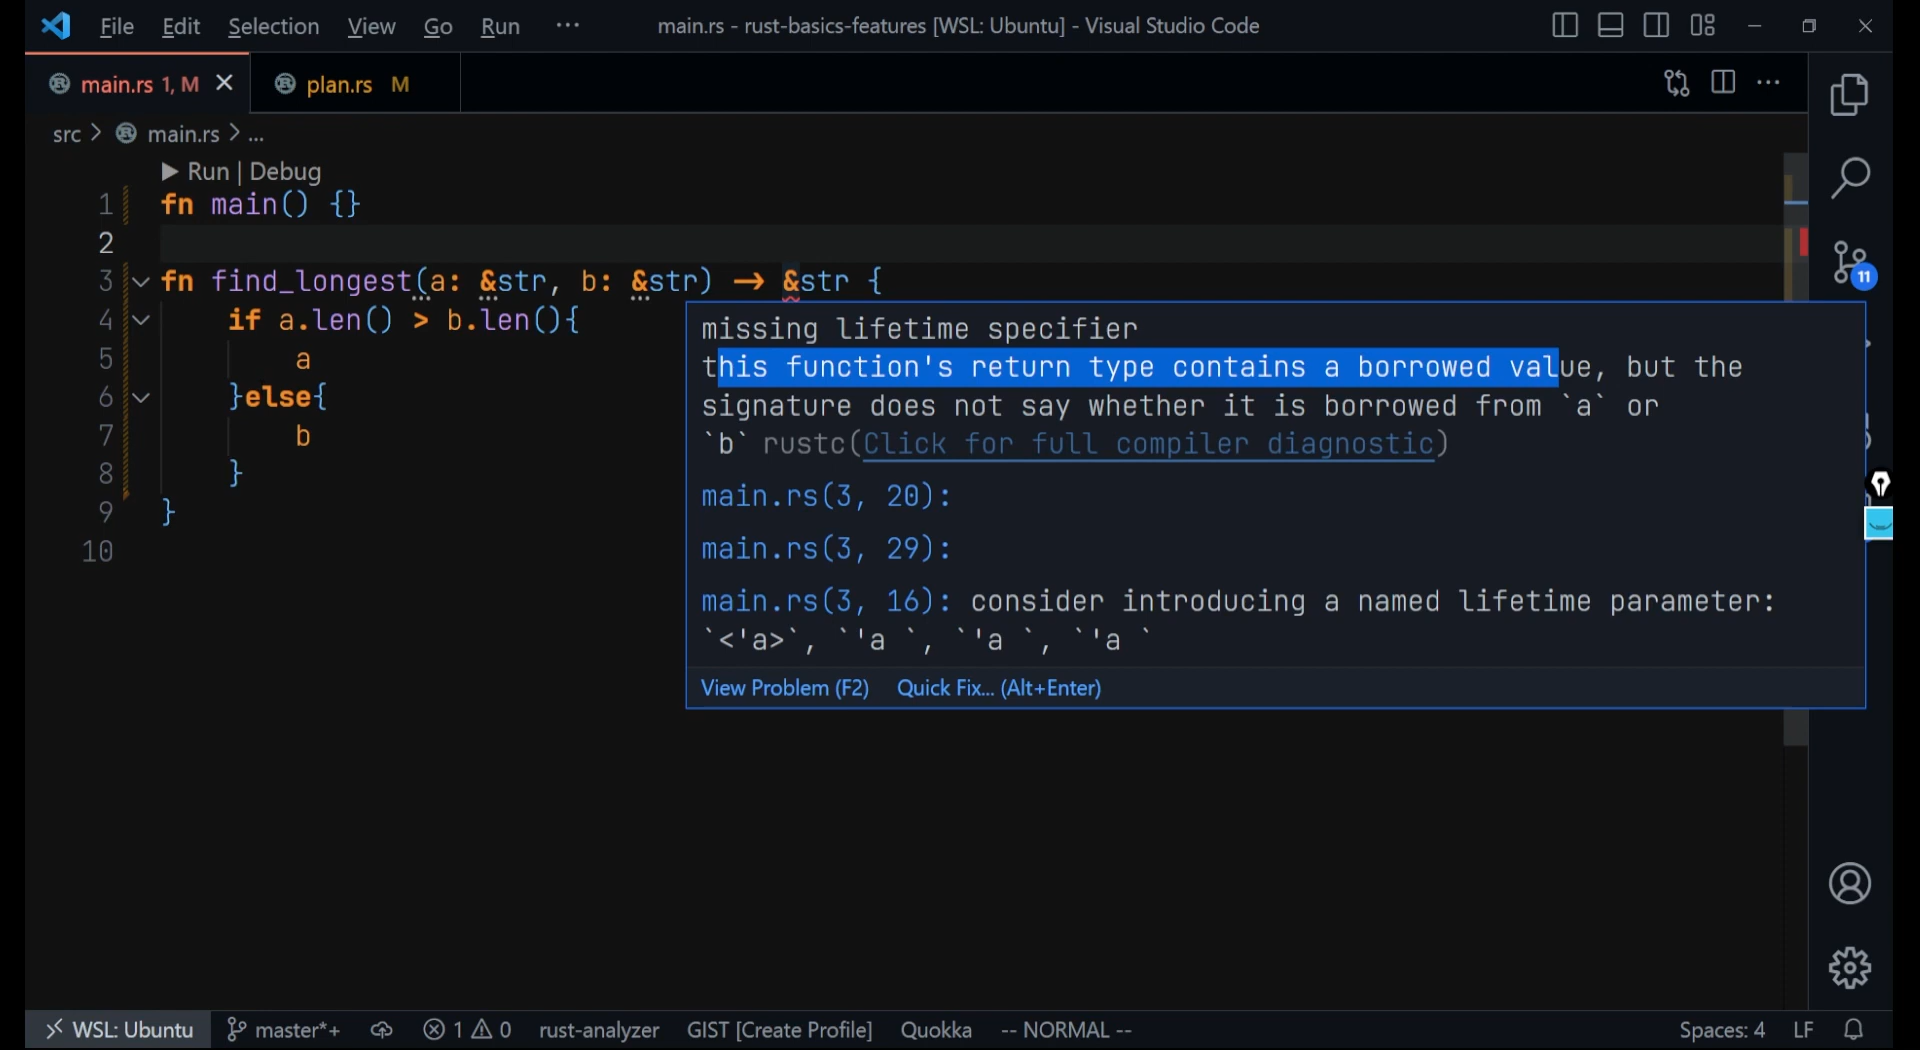 File Edit Selection View Go Run ··· main.rs - rust-basics-features [WSL: Ubuntu] - Visual Studio Code
main.rs 1, M plan.rs M
src > main.rs > ...
Run | Debug
1 fn main() {}
2
3 fn find_longest(a: &str, b: &str) → &str {
4 if a.len() > b.len(){
5 a
6 }else{
7 b
8 }
9 }
10
11
missing lifetime specifier
this function's return type contains a borrowed value, but the
signature does not say whether it is borrowed from `a` or
`b` rustc(Click for full compiler diagnostic)
main.rs(3, 20):
main.rs(3, 29):
main.rs(3, 16): consider introducing a named lifetime parameter:
`<'a>`, `'a `, `'a `, `'a `
View Problem (F2) Quick Fix... (Alt+Enter)
WSL: Ubuntu master*+ 1 0 rust-analyzer GIST [Create Profile] Quokka -- NORMAL -- Spaces: 4 LF